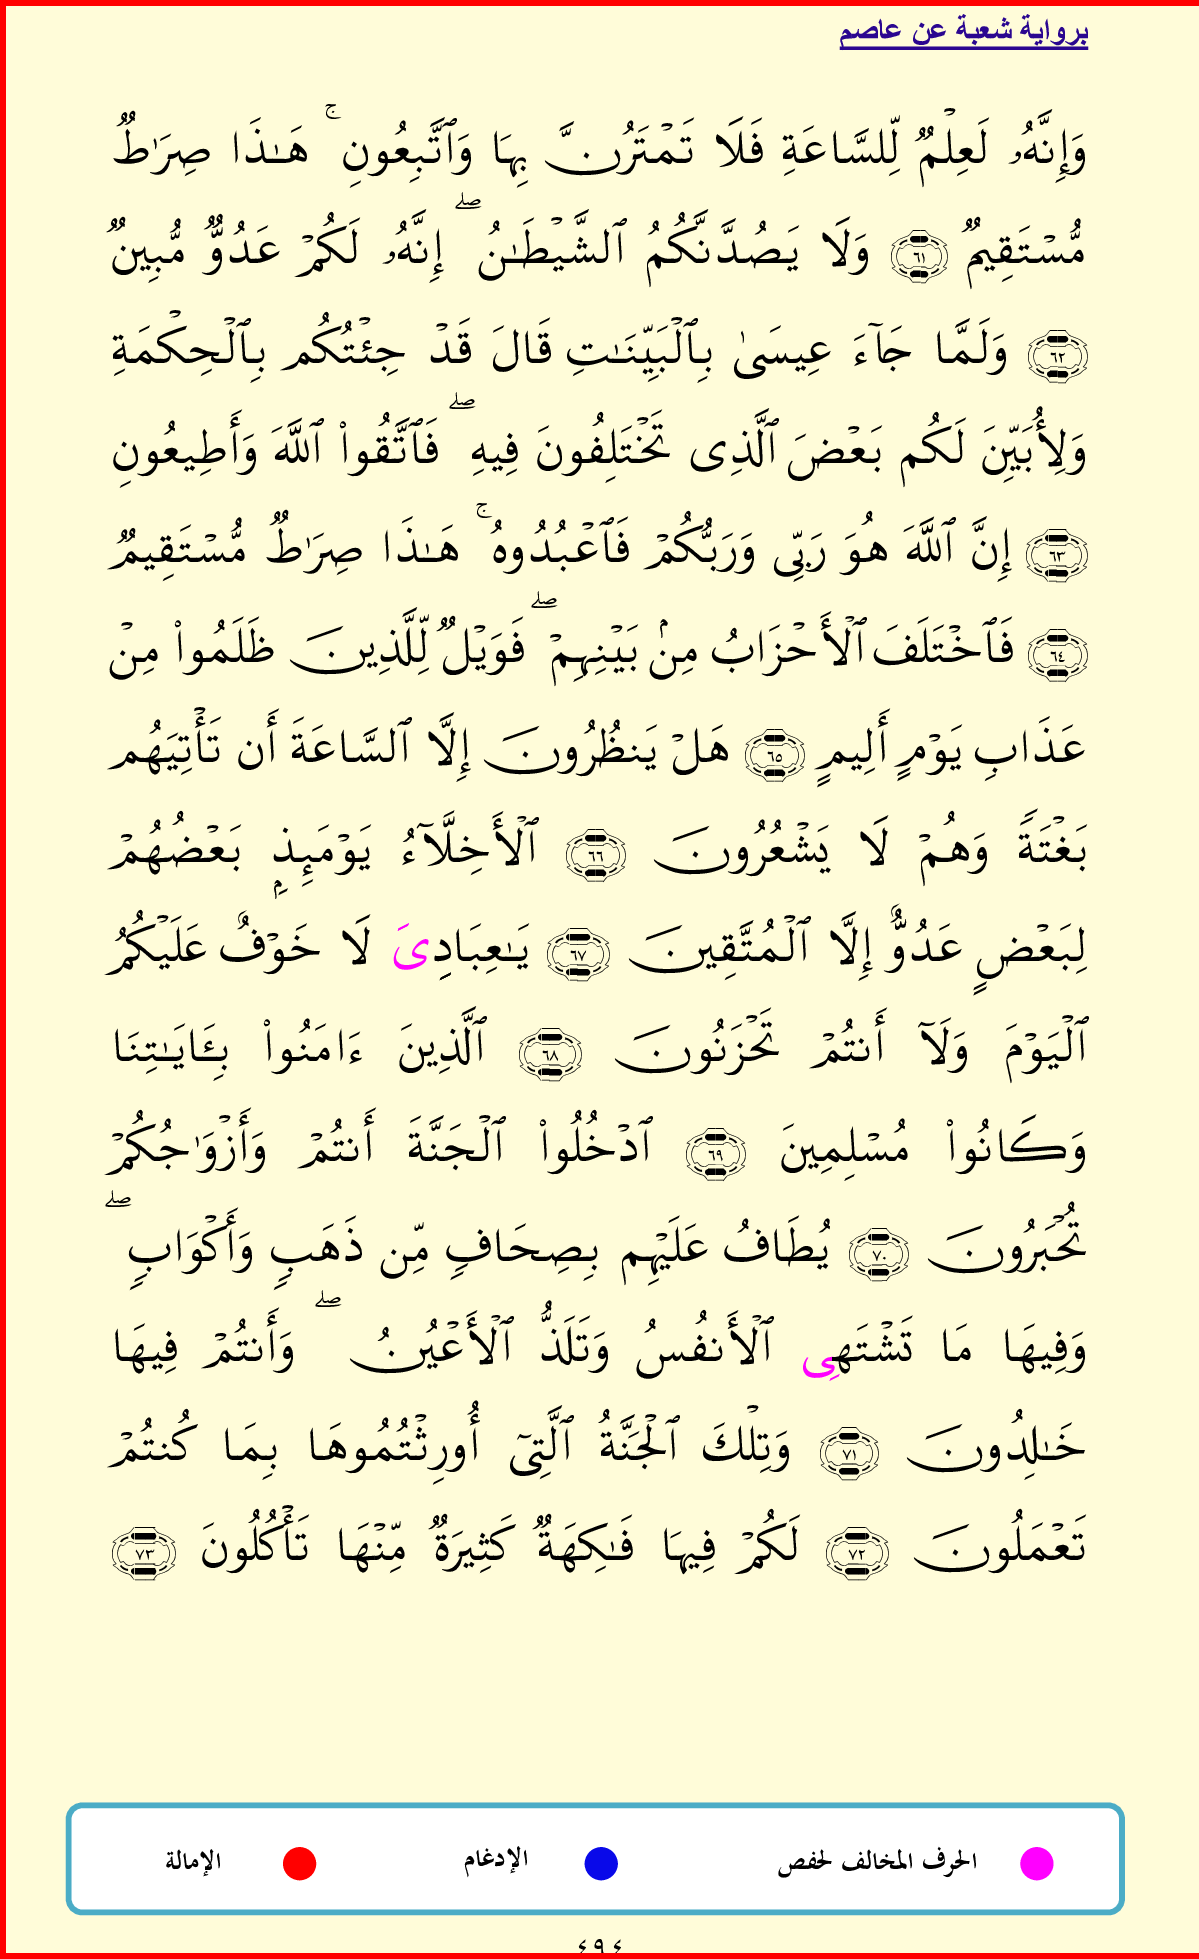 برواية شعبة عن عاصم
وَإِنَّهُۥ لَعِلۡمٞ لِّلسَّاعَةِ فَلَا تَمۡتَرُنَّ بِهَا وَٱتَّبِعُونِۚ هَٰذَا صِرَٰطٞ
مُّسۡتَقِيمٞ ٦١ وَلَا يَصُدَّنَّكُمُ ٱلشَّيۡطَٰنُۖ إِنَّهُۥ لَكُمۡ عَدُوّٞ مُّبِينٞ
٦٢ وَلَمَّا جَآءَ عِيسَىٰ بِٱلۡبَيِّنَٰتِ قَالَ قَدۡ جِئۡتُكُم بِٱلۡحِكۡمَةِ
وَلِأُبَيِّنَ لَكُم بَعۡضَ ٱلَّذِى تَخۡتَلِفُونَ فِيهِۖ فَٱتَّقُواْ ٱللَّهَ وَأَطِيعُونِ
٦٣ إِنَّ ٱللَّهَ هُوَ رَبِّى وَرَبُّكُمۡ فَٱعۡبُدُوهُۚ هَٰذَا صِرَٰطٞ مُّسۡتَقِيمٞ
٦٤ فَٱخۡتَلَفَ ٱلۡأَحۡزَابُ مِنۢ بَيۡنِهِمۡۖ فَوَيۡلٞ لِّلَّذِينَ ظَلَمُواْ مِنۡ
عَذَابِ يَوۡمٍ أَلِيمٍ ٦٥ هَلۡ يَنظُرُونَ إِلَّا ٱلسَّاعَةَ أَن تَأۡتِيَهُم
بَغۡتَةٗ وَهُمۡ لَا يَشۡعُرُونَ ٦٦ ٱلۡأَخِلَّآءُ يَوۡمَئِذِۭ بَعۡضُهُمۡ
لِبَعۡضٍ عَدُوٌّ إِلَّا ٱلۡمُتَّقِينَ ٦٧ يَٰعِبَادِىَ لَا خَوۡفٌ عَلَيۡكُمُ
ٱلۡيَوۡمَ وَلَآ أَنتُمۡ تَحۡزَنُونَ ٦٨ ٱلَّذِينَ ءَامَنُواْ بِـَٔايَٰتِنَا
وَكَانُواْ مُسۡلِمِينَ ٦٩ ٱدۡخُلُواْ ٱلۡجَنَّةَ أَنتُمۡ وَأَزۡوَٰجُكُمۡ
تُحۡبَرُونَ ٧٠ يُطَافُ عَلَيۡهِم بِصِحَافٖ مِّن ذَهَبٖ وَأَكۡوَابٖۖ
وَفِيهَا مَا تَشۡتَهِى ٱلۡأَنفُسُ وَتَلَذُّ ٱلۡأَعۡيُنُۖ وَأَنتُمۡ فِيهَا
خَٰلِدُونَ ٧١ وَتِلۡكَ ٱلۡجَنَّةُ ٱلَّتِىٓ أُورِثۡتُمُوهَا بِمَا كُنتُمۡ
تَعۡمَلُونَ ٧٢ لَكُمۡ فِيهَا فَٰكِهَةٞ كَثِيرَةٞ مِّنۡهَا تَأۡكُلُونَ ٧٣
الحرف المخالف لحفص الإدغام الإمالة
٤٩٤